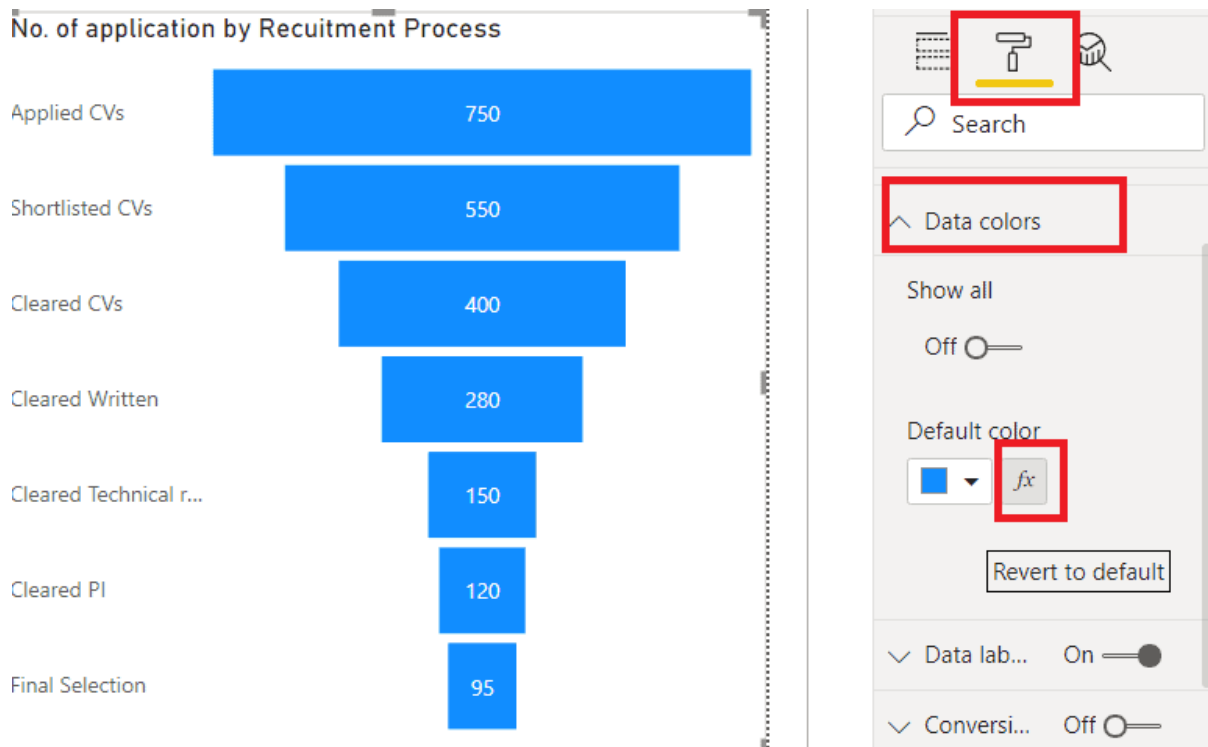 No. of application by Recuitment Process
Applied CVs
750
Shortlisted CVs
550
Cleared CVs
400
Cleared Written
280
Cleared Technical r...
150
Cleared PI
120
Final Selection
95
Search
Data colors
Show all
Off
Default color
fx
Revert to default
Data lab... On
Conversi... Off